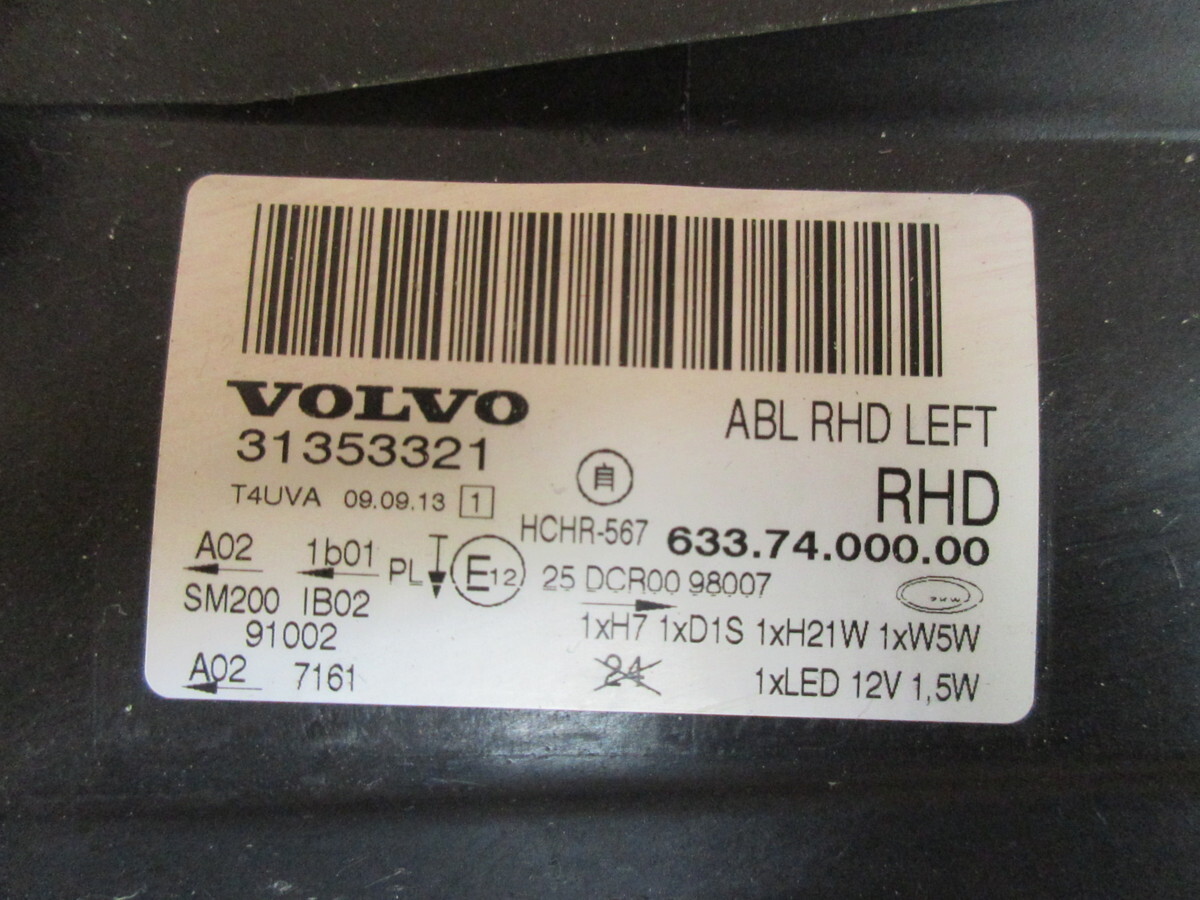 VOLVO
ABL RHD LEFT
31353321
自
RHD
T4UVA 09.09.13 1
HCHR-567 633.74.000.00
A02 1b01 PL E12 25 DCR00 98007
SM200 IB02
1xH7 1xD1S 1xH21W 1xW5W
91002
A02 7161
24
1xLED 12V 1,5W